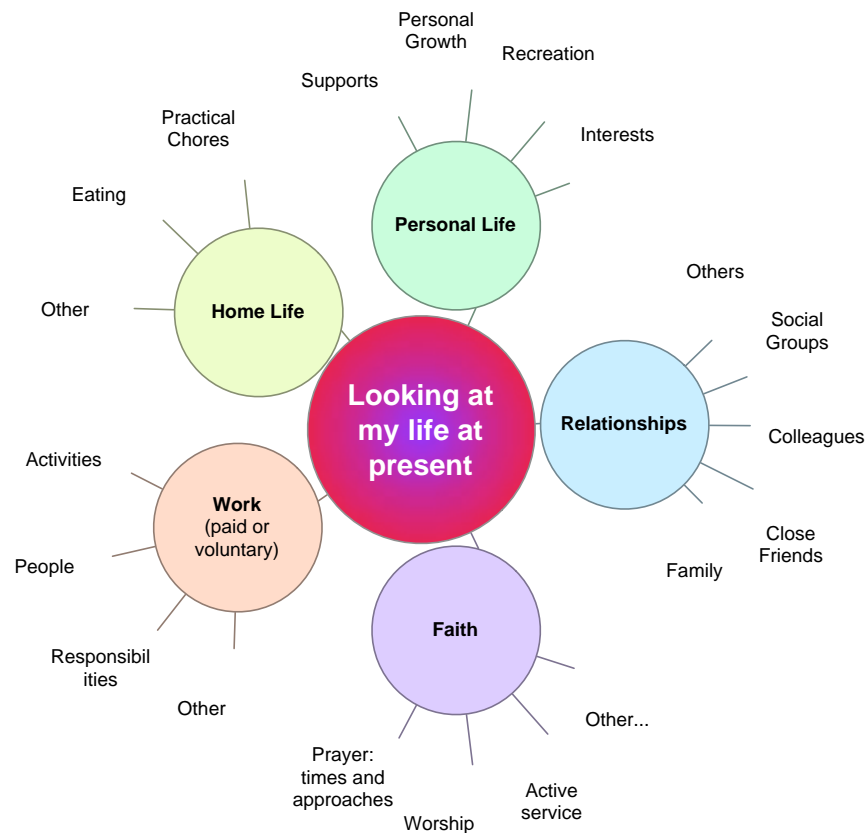 Personal
Growth
Recreation
Supports
Practical
Chores
Interests
Eating
Personal Life
Others
Home Life
Other
Social
Groups
Looking at
my life at
present
Relationships
Colleagues
Activities
Work
(paid or
voluntary)
Close
Friends
People
Family
Faith
Responsibil
ities
Other
Other...
Prayer:
times and
approaches
Active
service
Worship